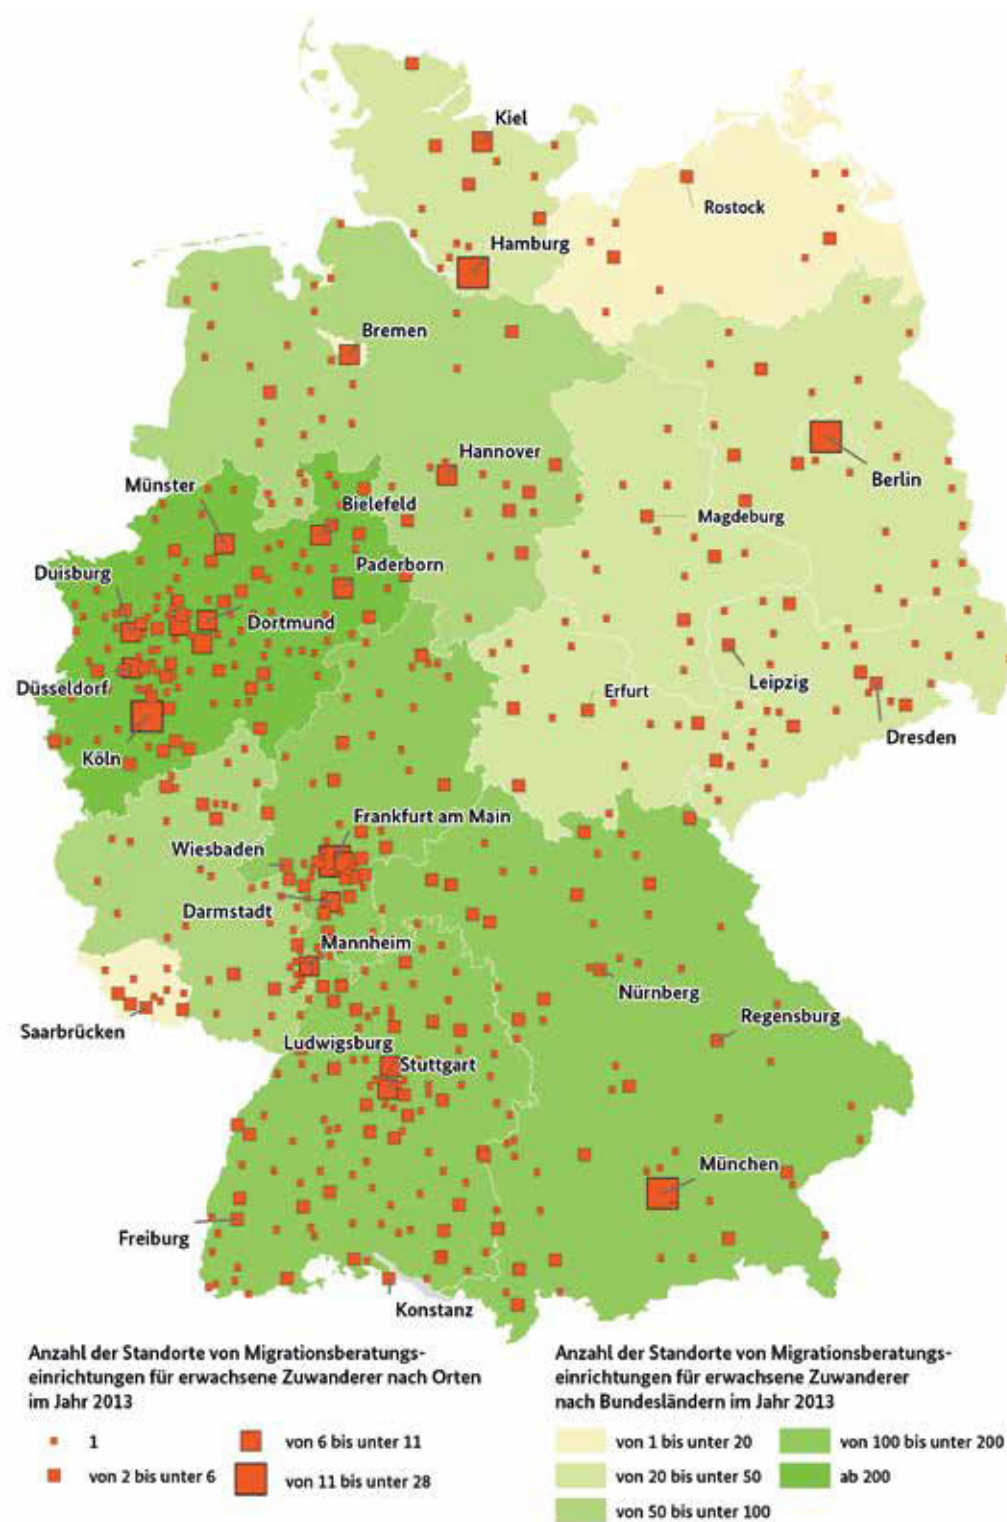 Kiel
Rostock
Hamburg
Bremen
Hannover
Berlin
Münster
Bielefeld
Magdeburg
Paderborn
Duisburg
Dortmund
Düsseldorf
Erfurt
Leipzig
Dresden
Köln
Frankfurt am Main
Wiesbaden
Darmstadt
Mannheim
Nürnberg
Regensburg
Saarbrücken
Ludwigsburg
Stuttgart
München
Freiburg
Konstanz
Anzahl der Standorte von Migrationsberatungs-
einrichtungen für erwachsene Zuwanderer nach Orten
im Jahr 2013
1
von 2 bis unter 6
von 6 bis unter 11
von 11 bis unter 28
Anzahl der Standorte von Migrationsberatungs-
einrichtungen für erwachsene Zuwanderer
nach Bundesländern im Jahr 2013
von 1 bis unter 20
von 20 bis unter 50
von 50 bis unter 100
von 100 bis unter 200
ab 200